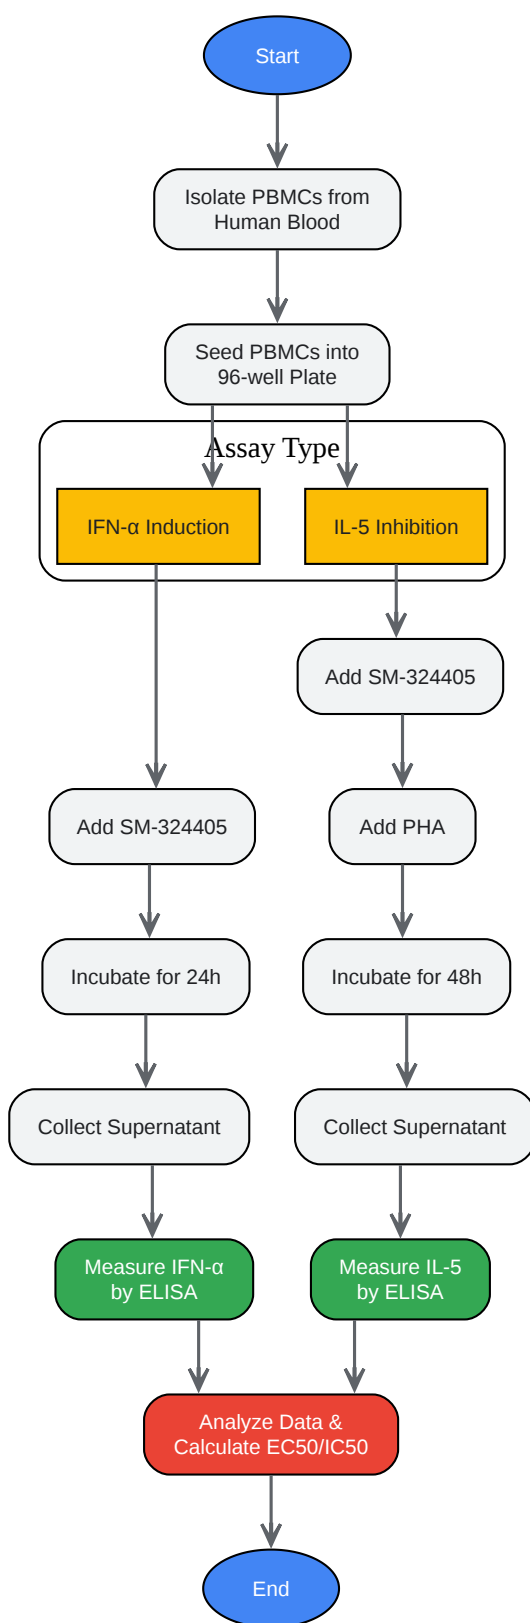 Start
Isolate PBMCs from
Human Blood
Seed PBMCs into
96-well Plate
Assay Type
IFN-α Induction
IL-5 Inhibition
Add SM-324405
Add SM-324405
Add PHA
Incubate for 24h
Incubate for 48h
Collect Supernatant
Collect Supernatant
Measure IFN-α
by ELISA
Measure IL-5
by ELISA
Analyze Data &
Calculate EC50/IC50
End